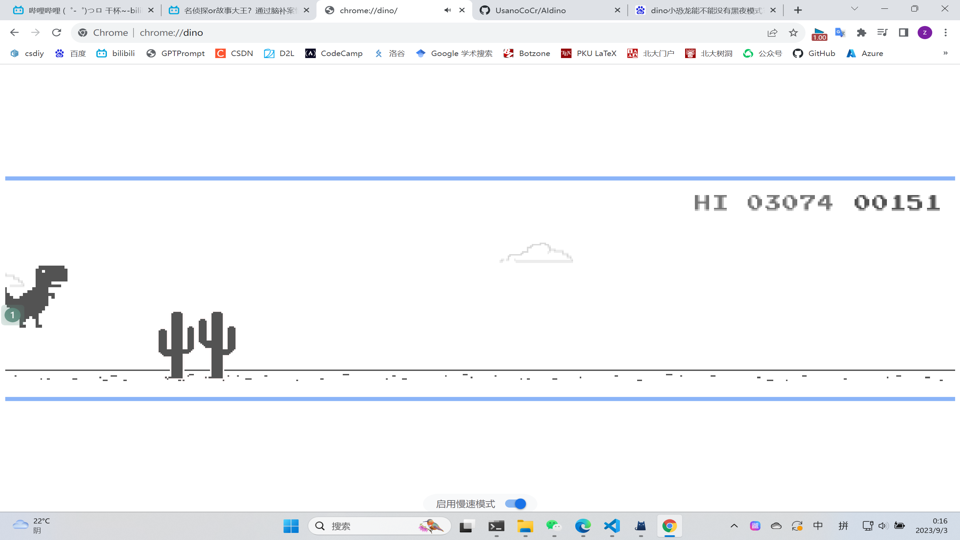 哔哩哔哩 (゜-゜)つロ 干杯~-bili
名侦探or故事大王？通过脑补案
chrome://dino/
UsanoCoCr/AIdino
dino小恐龙能不能没有黑夜模式
Chrome | chrome://dino
1.00
z
csdiy
百度
bilibili
GPTPrompt
CSDN
D2L
CodeCamp
洛谷
Google 学术搜索
Botzone
PKU LaTeX
北大门户
北大树洞
公众号
GitHub
Azure
»
HI 03074 00151
1
启用慢速模式
22°C
阴
搜索
中
拼
0:16
2023/9/3